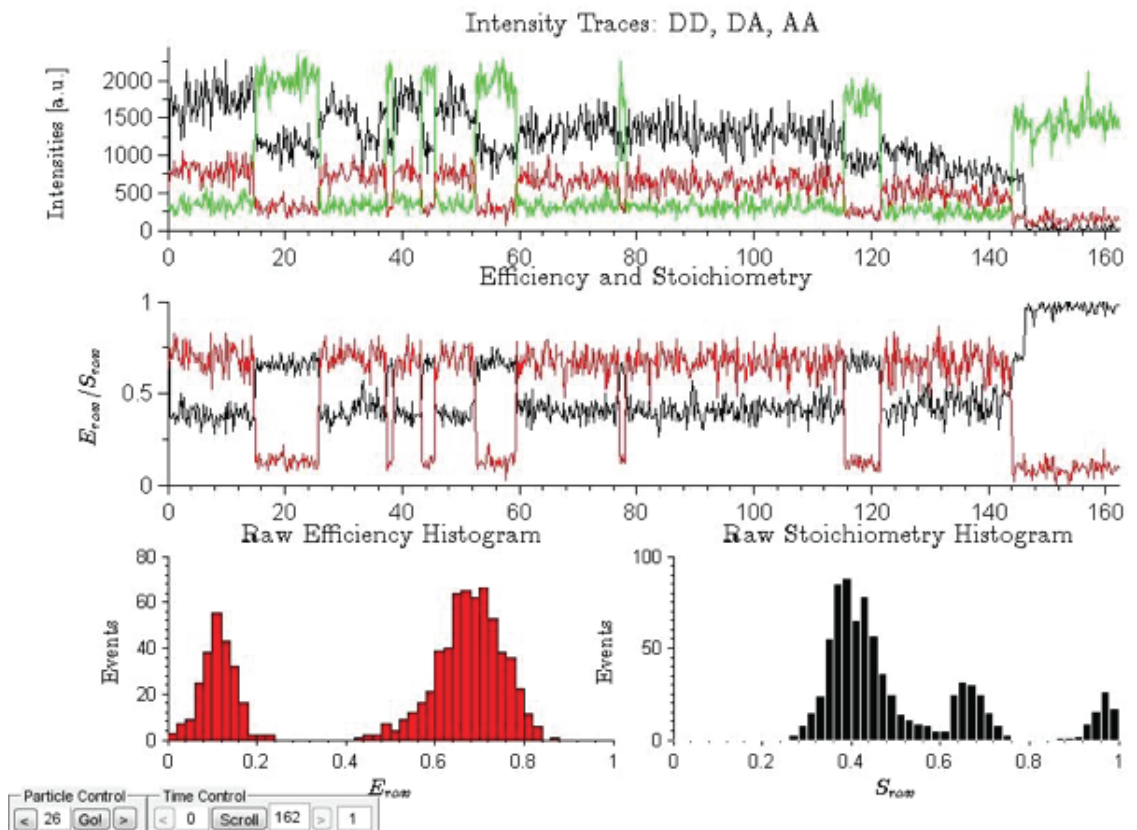 Intensity Traces: DD, DA, AA
Intensities [a.u.]
2000
1500
1000
500
0
0 20 40 60 80 100 120 140 160
Efficiency and Stoichiometry
E_raw/S_raw
1
0.5
0
0 20 40 60 80 100 120 140 160
Raw Efficiency Histogram
Events
80
60
40
20
0
0 0.2 0.4 0.6 0.8 1
E_raw
Raw Stoichiometry Histogram
Events
100
50
0
0 0.2 0.4 0.6 0.8 1
S_raw
Particle Control
< 26 Go! >
Time Control
< 0 Scroll 162 > 1